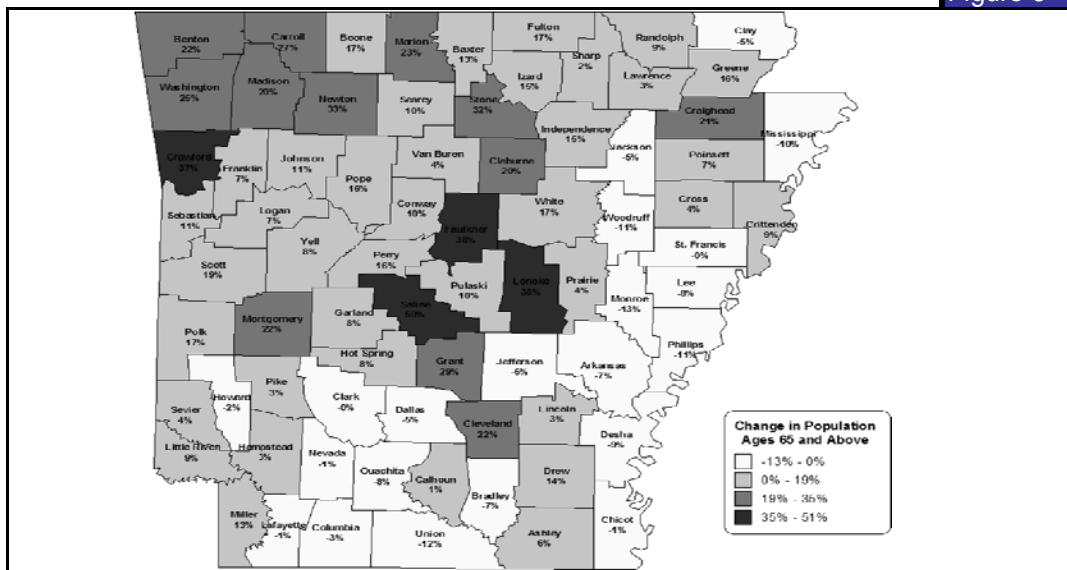 Benton
22%
Carroll
27%
Boone
17%
Marion
23%
Baxter
13%
Fulton
17%
Randolph
9%
Clay
-5%
Washington
25%
Madison
20%
Newton
33%
Searcy
10%
Stone
32%
Izard
15%
Sharp
2%
Lawrence
3%
Greene
16%
Craighead
21%
Mississippi
-10%
Crawford
37%
Franklin
7%
Johnson
11%
Pope
16%
Van Buren
4%
Cleburne
20%
Independence
15%
Jackson
-5%
Poinsett
7%
Sebastian
11%
Logan
7%
Conway
10%
Faulkner
38%
White
17%
Woodruff
-11%
Cross
4%
Crittenden
9%
Scott
19%
Yell
8%
Perry
16%
Pulaski
10%
Lonoke
38%
Prairie
4%
St. Francis
-0%
Lee
-8%
Monroe
-13%
Polk
17%
Montgomery
22%
Garland
8%
Saline
50%
Phillips
-11%
Hot Spring
8%
Grant
29%
Jefferson
-6%
Arkansas
-7%
Howard
-2%
Pike
3%
Clark
-0%
Dallas
-5%
Cleveland
22%
Lincoln
3%
Desha
-9%
Sevier
4%
Little River
9%
Hempstead
Nevada
-1%
Ouachita
-8%
Calhoun
1%
Bradley
-7%
Drew
14%
Miller
13%
Lafayette
-1%
Columbia
-3%
Union
-12%
Ashley
6%
Chicot
-1%
Change in Population
Ages 65 and Above
-13% - 0%
0% - 19%
19% - 35%
35% - 51%